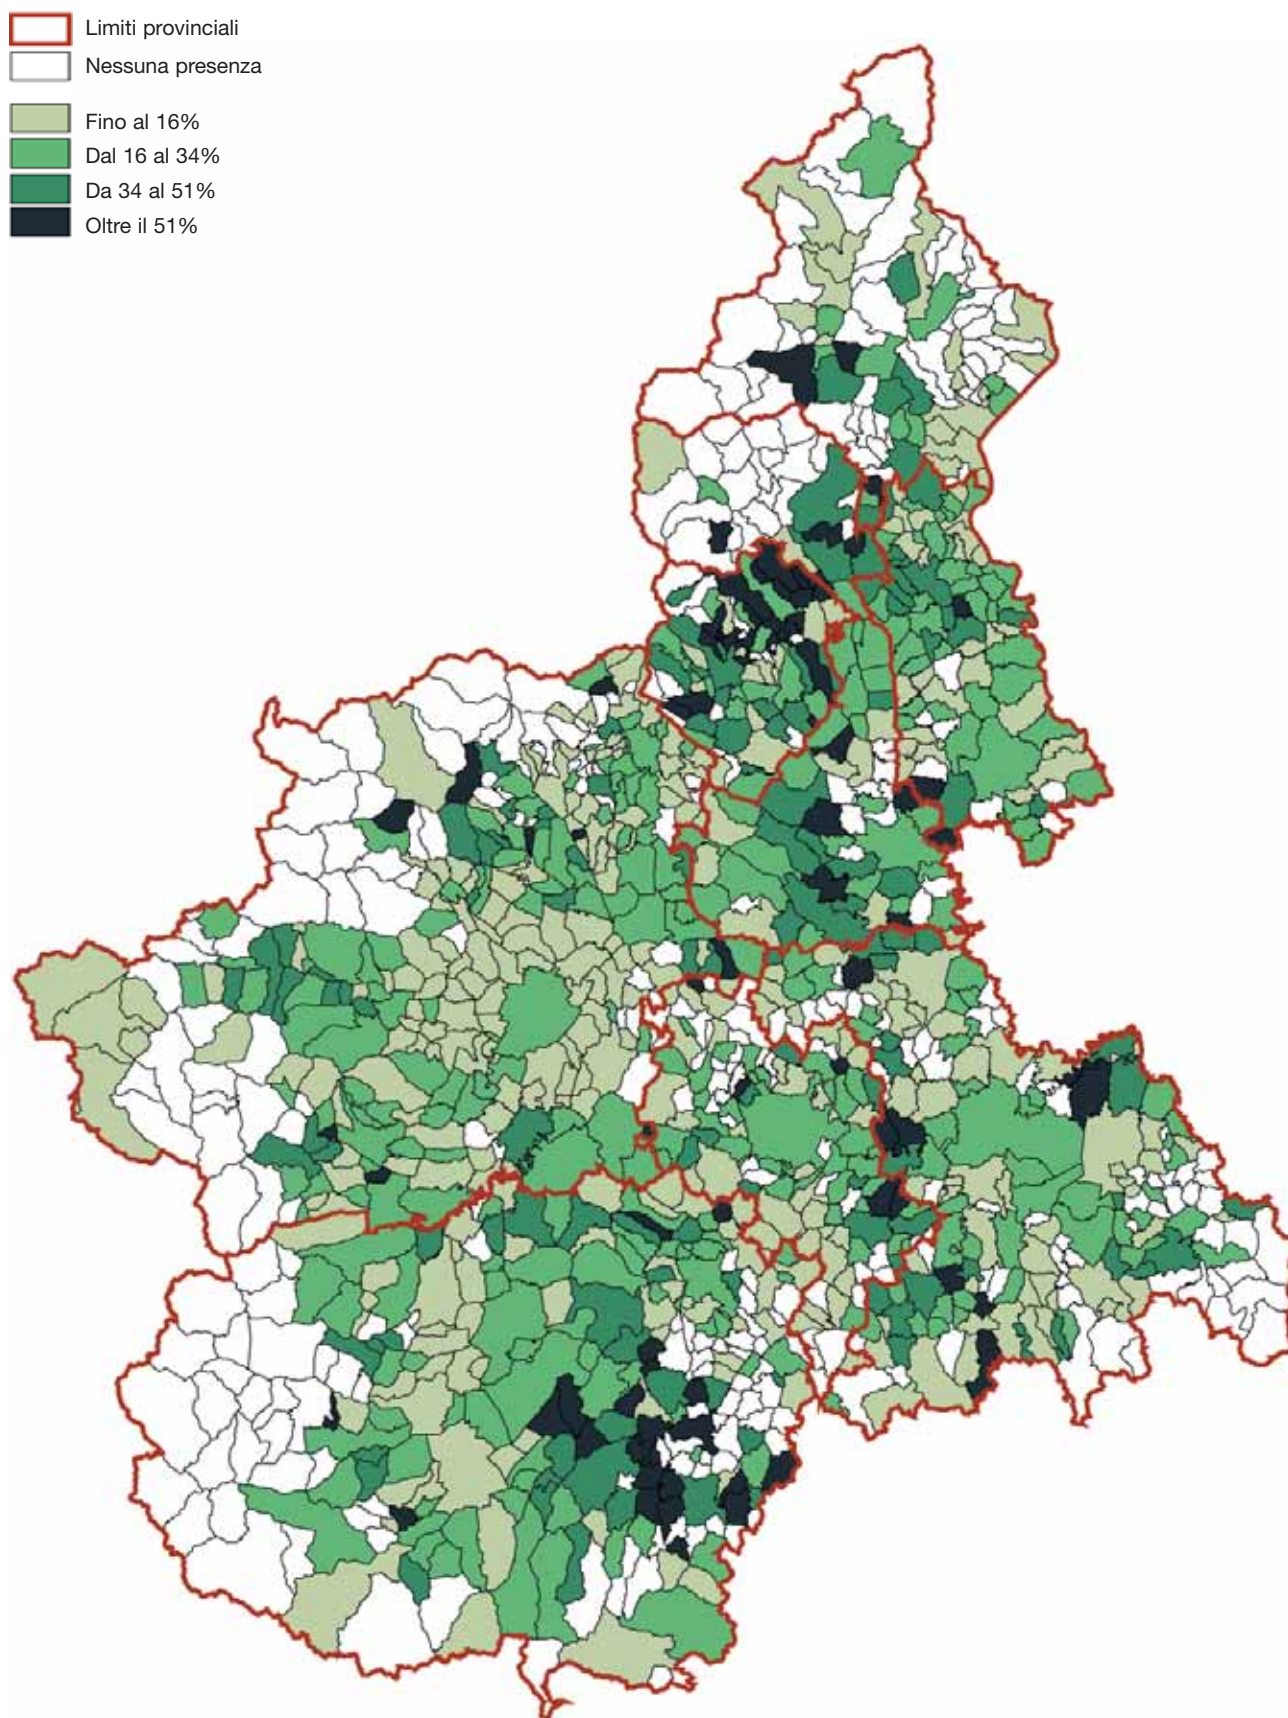 Limiti provinciali
Nessuna presenza
Fino al 16%
Dal 16 al 34%
Da 34 al 51%
Oltre il 51%